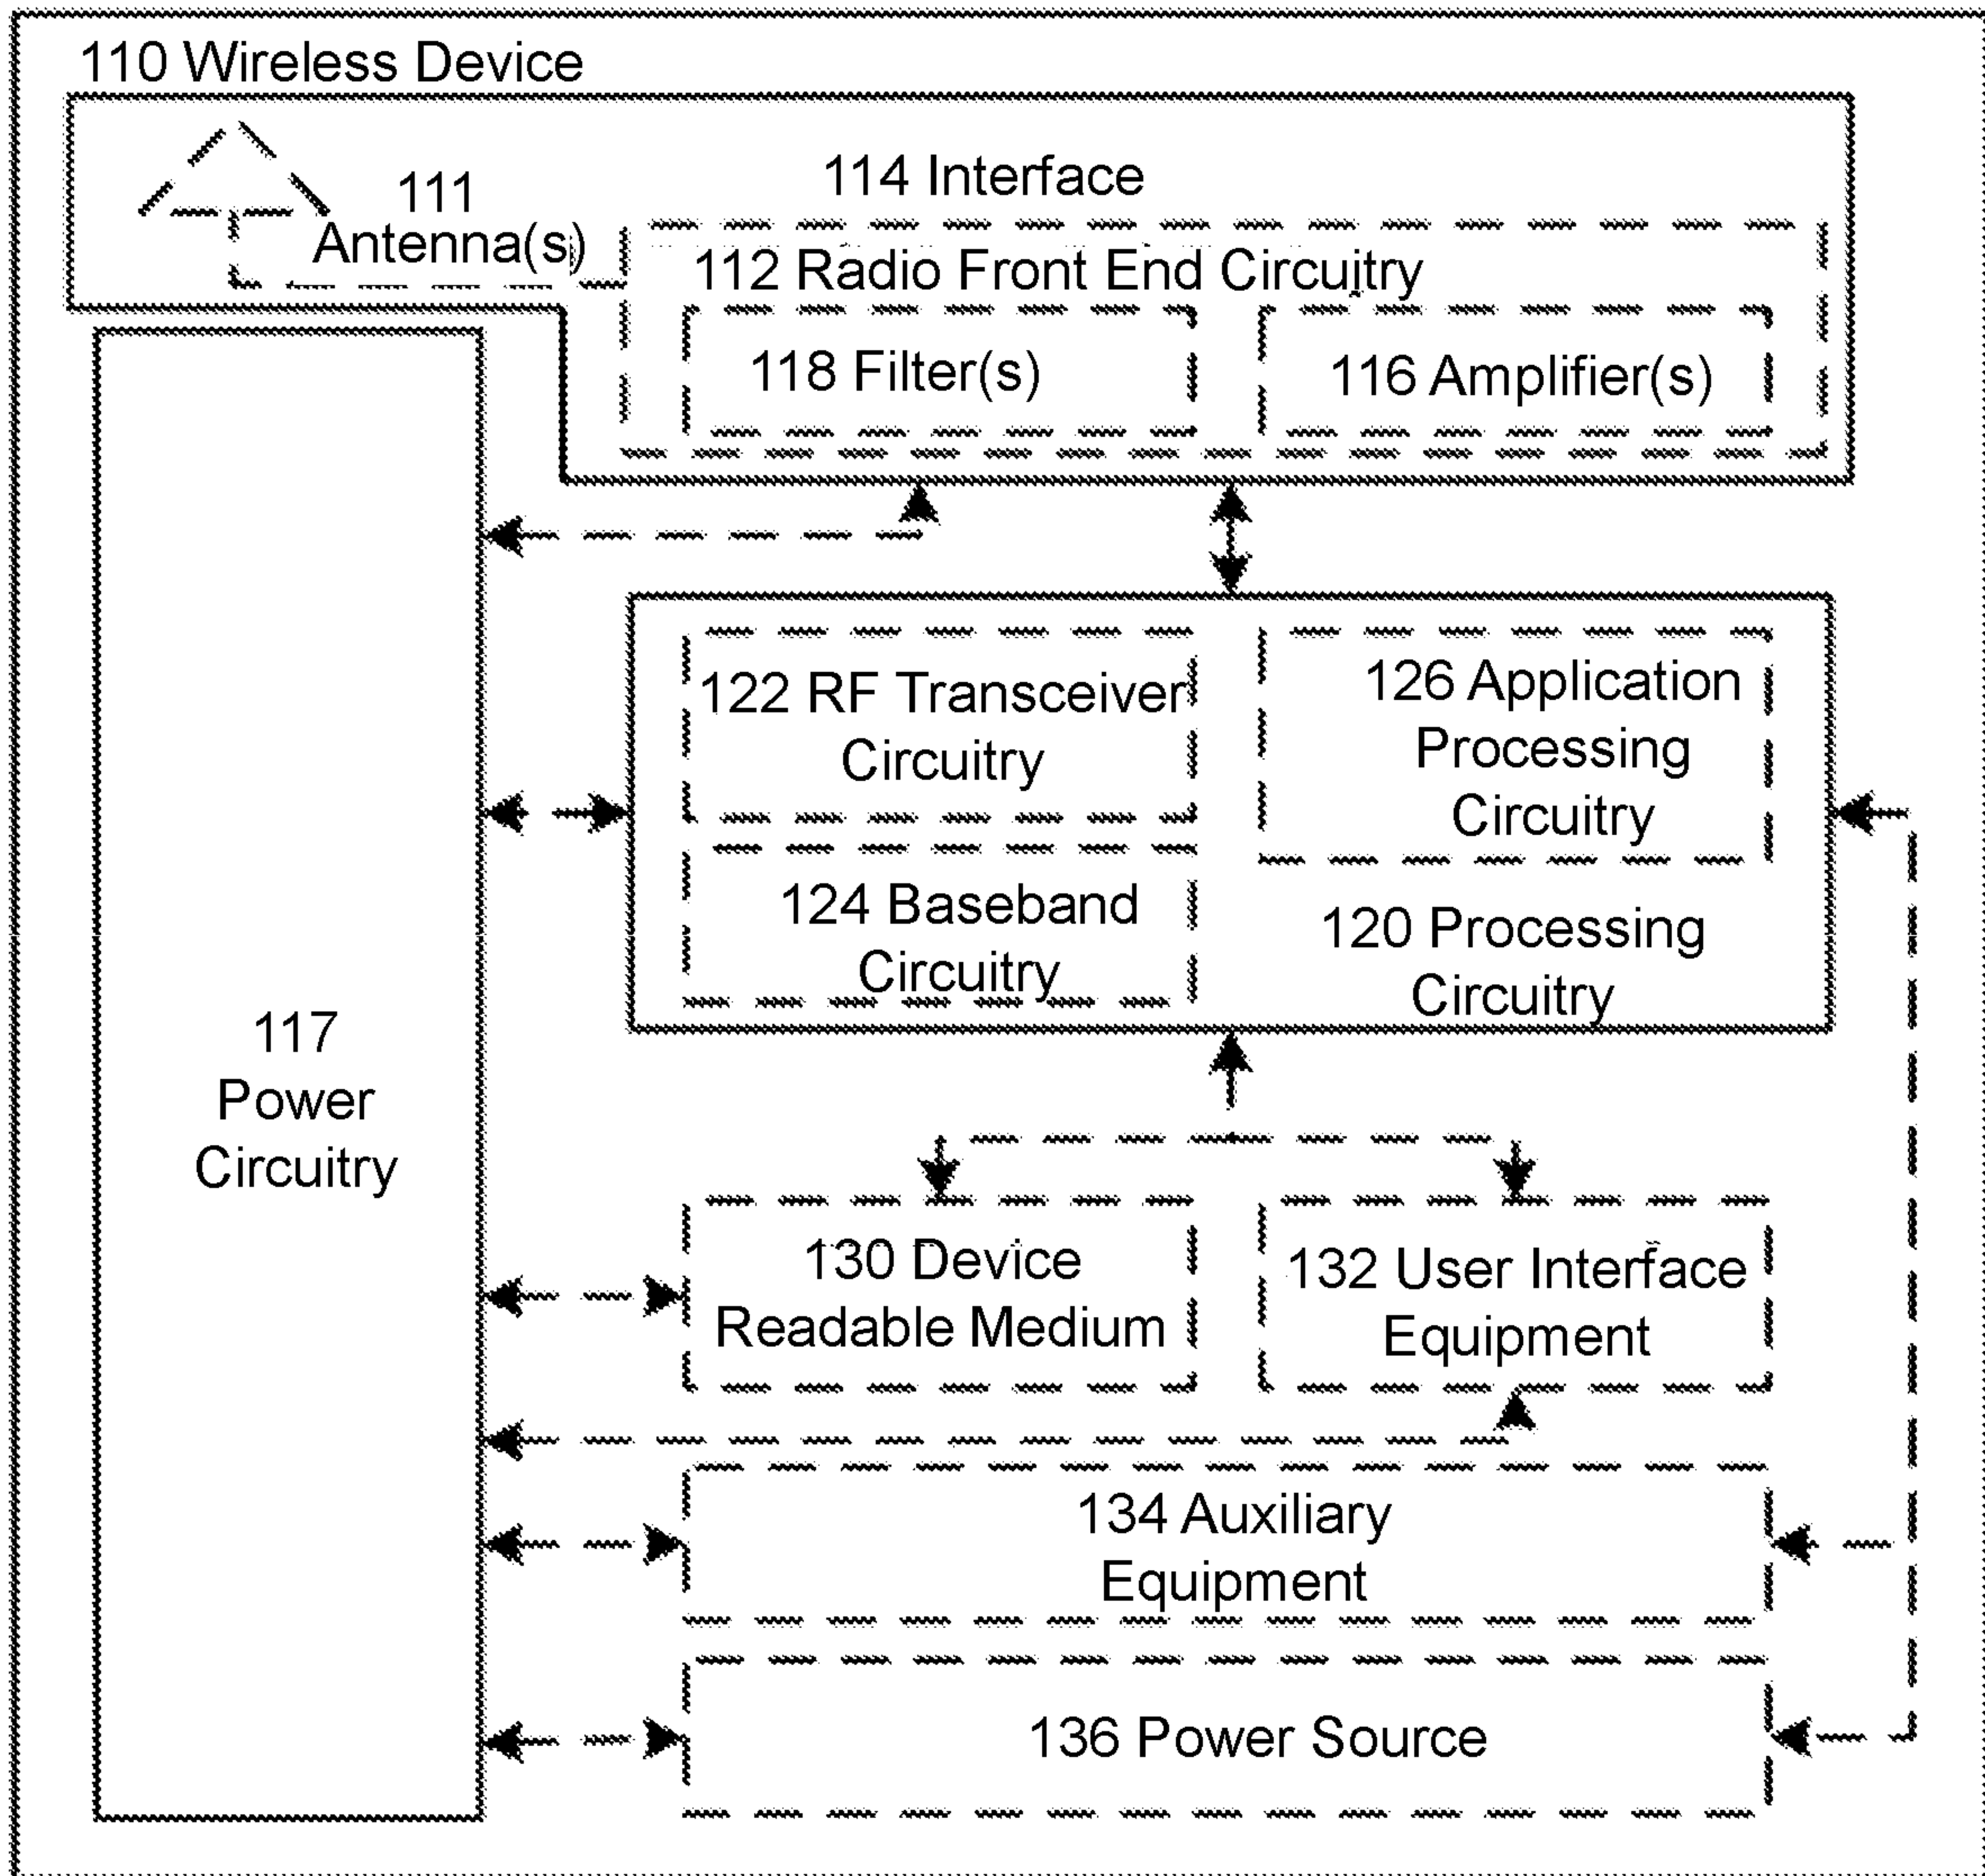 110 Wireless Device
111
Antenna(s)
114 Interface
112 Radio Front End Circuitry
118 Filter(s)
116 Amplifier(s)
122 RF Transceiver
Circuitry
126 Application
Processing
Circuitry
124 Baseband
Circuitry
120 Processing
Circuitry
117
Power
Circuitry
130 Device
Readable Medium
132 User Interface
Equipment
134 Auxiliary
Equipment
136 Power Source